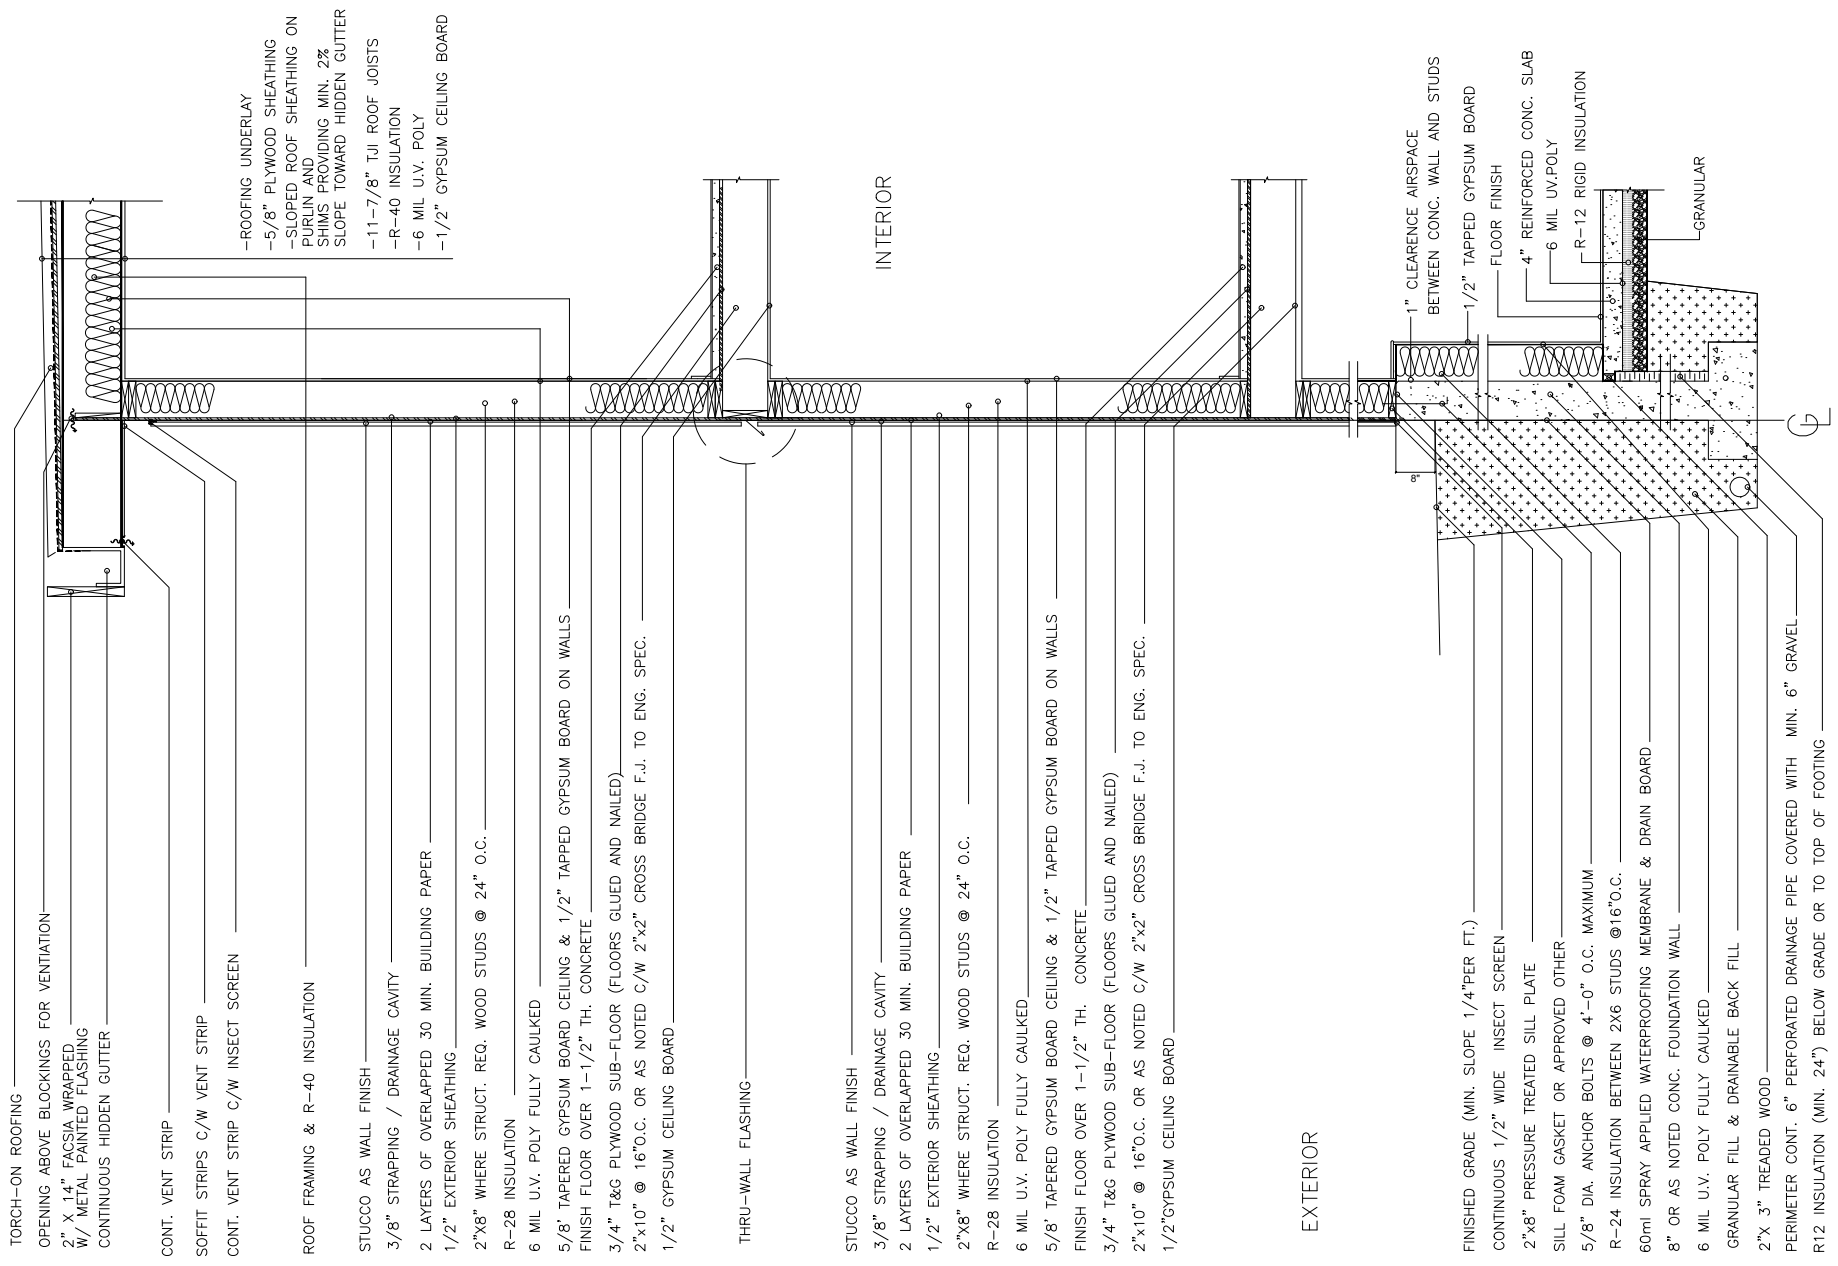 TORCH-ON ROOFING
OPENING ABOVE BLOCKINGS FOR VENTIATION
2" X 14" FACSIA WRAPPED
W/ METAL PAINTED FLASHING
CONTINUOUS HIDDEN GUTTER
CONT. VENT STRIP
SOFFIT STRIPS C/W VENT STRIP
CONT. VENT STRIP C/W INSECT SCREEN
ROOF FRAMING & R-40 INSULATION
STUCCO AS WALL FINISH
3/8" STRAPPING / DRAINAGE CAVITY
2 LAYERS OF OVERLAPPED 30 MIN. BUILDING PAPER
1/2" EXTERIOR SHEATHING
2"X8" WHERE STRUCT. REQ. WOOD STUDS @ 24" O.C.
R-28 INSULATION
6 MIL U.V. POLY FULLY CAULKED
5/8' TAPERED GYPSUM BOARD CEILING & 1/2" TAPPED GYPSUM BOARD ON WALLS
FINISH FLOOR OVER 1-1/2" TH. CONCRETE
3/4" T&G PLYWOOD SUB-FLOOR (FLOORS GLUED AND NAILED)
2"x10" @ 16"O.C. OR AS NOTED C/W 2"x2" CROSS BRIDGE F.J. TO ENG. SPEC.
1/2" GYPSUM CEILING BOARD
THRU-WALL FLASHING
STUCCO AS WALL FINISH
3/8" STRAPPING / DRAINAGE CAVITY
2 LAYERS OF OVERLAPPED 30 MIN. BUILDING PAPER
1/2" EXTERIOR SHEATHING
2"X8" WHERE STRUCT. REQ. WOOD STUDS @ 24" O.C.
R-28 INSULATION
6 MIL U.V. POLY FULLY CAULKED
5/8' TAPERED GYPSUM BOARD CEILING & 1/2" TAPPED GYPSUM BOARD ON WALLS
FINISH FLOOR OVER 1-1/2" TH. CONCRETE
3/4" T&G PLYWOOD SUB-FLOOR (FLOORS GLUED AND NAILED)
2"x10" @ 16"O.C. OR AS NOTED C/W 2"x2" CROSS BRIDGE F.J. TO ENG. SPEC.
1/2"GYPSUM CEILING BOARD
EXTERIOR
FINISHED GRADE (MIN. SLOPE 1/4"PER FT.)
CONTINUOUS 1/2" WIDE INSECT SCREEN
2"x8" PRESSURE TREATED SILL PLATE
SILL FOAM GASKET OR APPROVED OTHER
5/8" DIA. ANCHOR BOLTS @ 4'-0" O.C. MAXIMUM
R-24 INSULATION BETWEEN 2X6 STUDS @16"O.C.
60ml SPRAY APPLIED WATERPROOFING MEMBRANE & DRAIN BOARD
8" OR AS NOTED CONC. FOUNDATION WALL
6 MIL U.V. POLY FULLY CAULKED
GRANULAR FILL & DRAINABLE BACK FILL
2"X 3" TREADED WOOD
PERIMETER CONT. 6" PERFORATED DRAINAGE PIPE COVERED WITH MIN. 6" GRAVEL
R12 INSULATION (MIN. 24") BELOW GRADE OR TO TOP OF FOOTING
-ROOFING UNDERLAY
-5/8" PLYWOOD SHEATHING
-SLOPED ROOF SHEATHING ON
PURLIN AND
SHIMS PROVIDING MIN. 2%
SLOPE TOWARD HIDDEN GUTTER
-11-7/8" TJI ROOF JOISTS
-R-40 INSULATION
-6 MIL U.V. POLY
-1/2" GYPSUM CEILING BOARD
INTERIOR
1" CLEARENCE AIRSPACE
BETWEEN CONC. WALL AND STUDS
1/2" TAPPED GYPSUM BOARD
FLOOR FINISH
4" REINFORCED CONC. SLAB
6 MIL UV.POLY
R-12 RIGID INSULATION
GRANULAR
8"
G